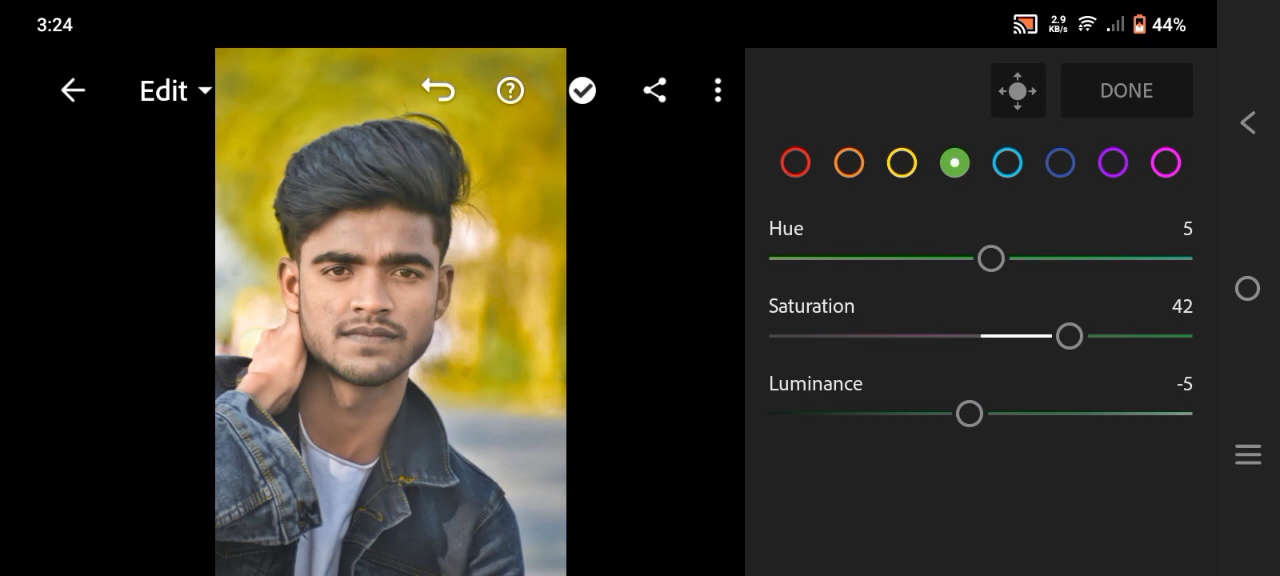 3:24
2.9
KB/s
44%
Edit
DONE
Hue 5
Saturation 42
Luminance -5